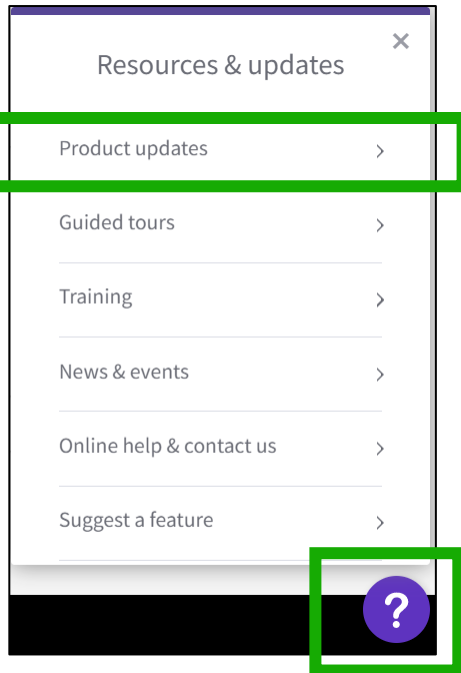 Resources & updates
Product updates
Guided tours
Training
News & events
Online help & contact us
Suggest a feature
?